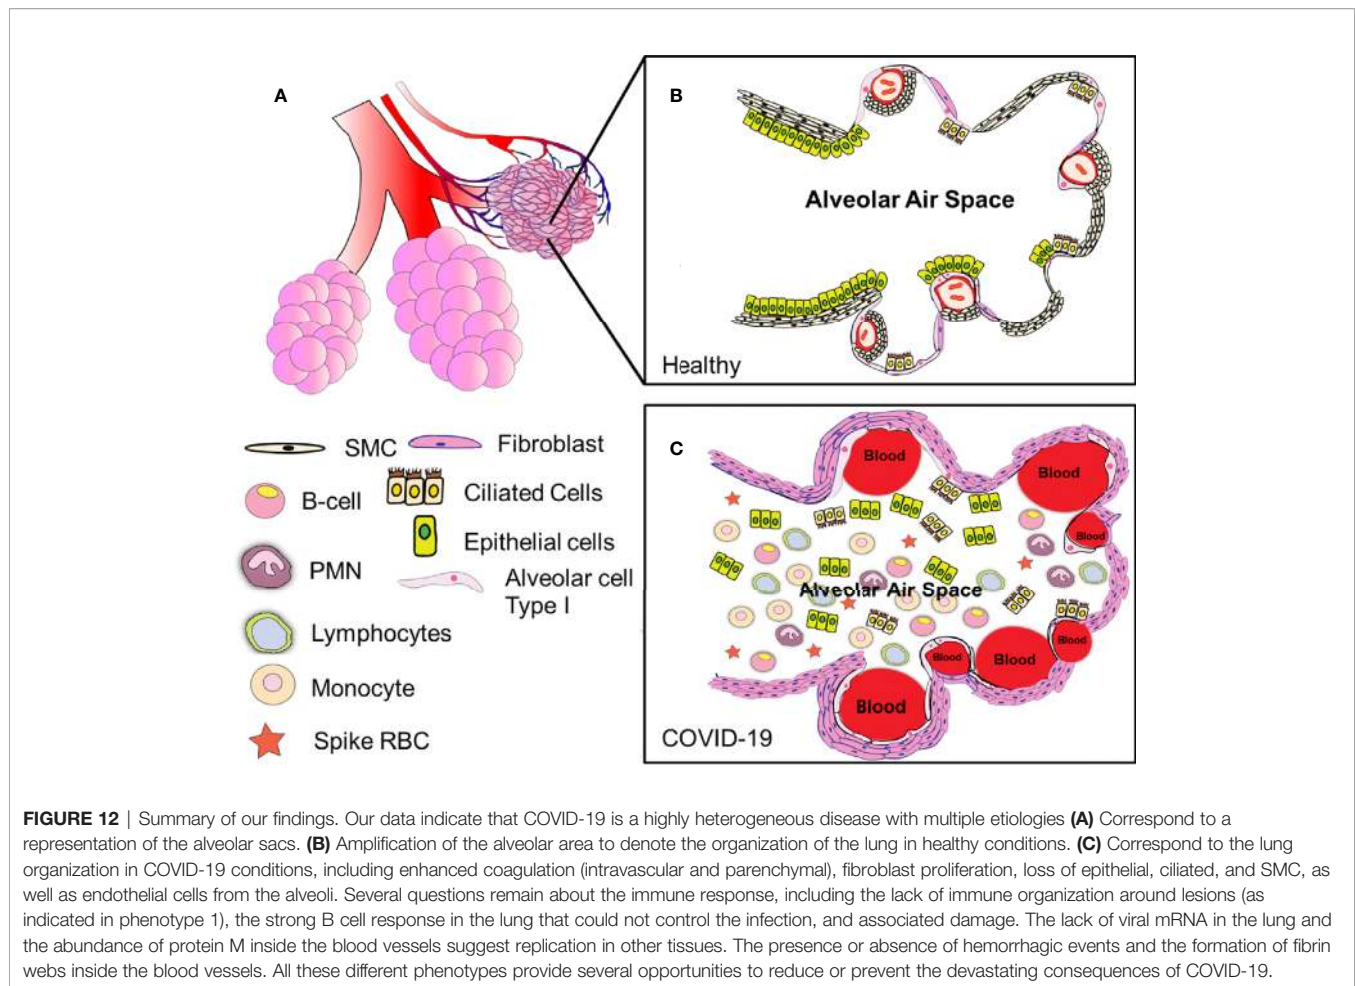 A
B
Alveolar Air Space
Healthy
SMC
Fibroblast
B-cell
Ciliated Cells
Epithelial cells
PMN
Alveolar cell
Type I
Lymphocytes
Monocyte
Spike RBC
C
Blood
Blood
Blood
Alveolar Air Space
Blood
Blood
Blood
Blood
COVID-19
FIGURE 12 | Summary of our findings. Our data indicate that COVID-19 is a highly heterogeneous disease with multiple etiologies (A) Correspond to a
representation of the alveolar sacs. (B) Amplification of the alveolar area to denote the organization of the lung in healthy conditions. (C) Correspond to the lung
organization in COVID-19 conditions, including enhanced coagulation (intravascular and parenchymal), fibroblast proliferation, loss of epithelial, ciliated, and SMC, as
well as endothelial cells from the alveoli. Several questions remain about the immune response, including the lack of immune organization around lesions (as
indicated in phenotype 1), the strong B cell response in the lung that could not control the infection, and associated damage. The lack of viral mRNA in the lung and
the abundance of protein M inside the blood vessels suggest replication in other tissues. The presence or absence of hemorrhagic events and the formation of fibrin
webs inside the blood vessels. All these different phenotypes provide several opportunities to reduce or prevent the devastating consequences of COVID-19.